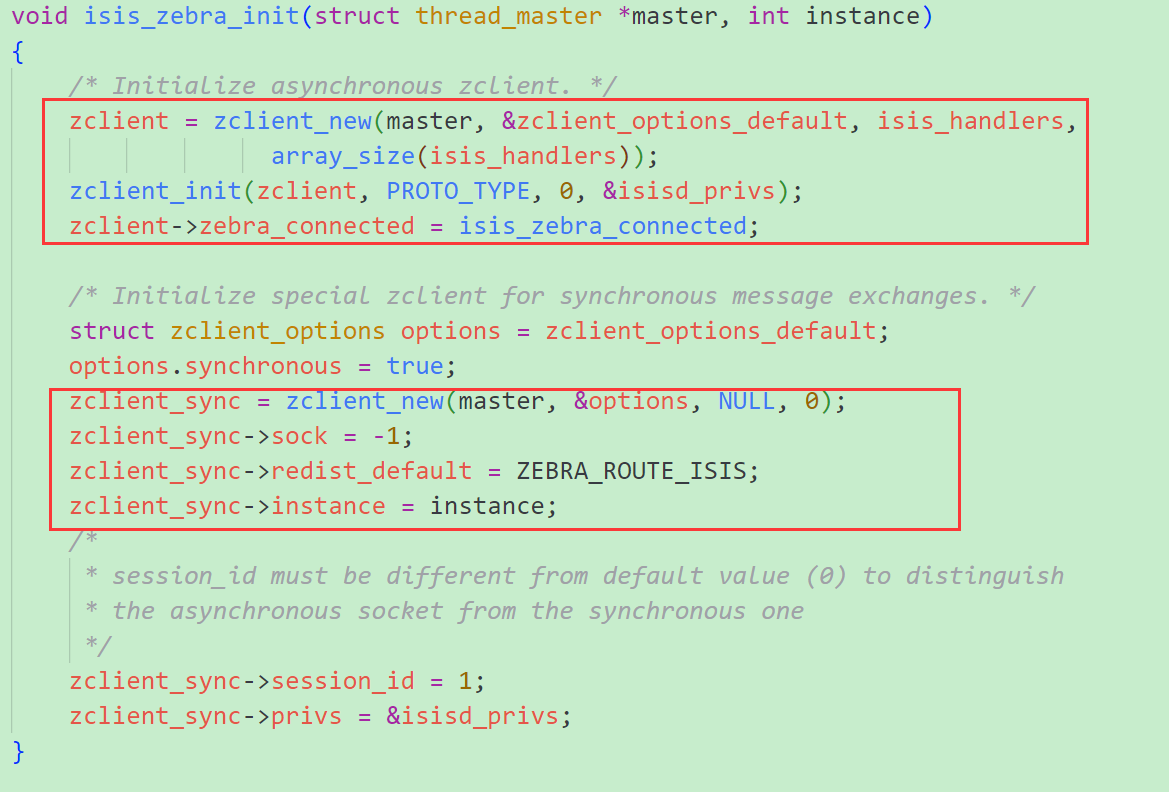 void isis_zebra_init(struct thread_master *master, int instance)
{
/* Initialize asynchronous zclient. */
zclient = zclient_new(master, &zclient_options_default, isis_handlers,
array_size(isis_handlers));
zclient_init(zclient, PROTO_TYPE, 0, &isisd_privs);
zclient->zebra_connected = isis_zebra_connected;
/* Initialize special zclient for synchronous message exchanges. */
struct zclient_options options = zclient_options_default;
options.synchronous = true;
zclient_sync = zclient_new(master, &options, NULL, 0);
zclient_sync->sock = -1;
zclient_sync->redist_default = ZEBRA_ROUTE_ISIS;
zclient_sync->instance = instance;
/*
* session_id must be different from default value (0) to distinguish
* the asynchronous socket from the synchronous one
*/
zclient_sync->session_id = 1;
zclient_sync->privs = &isisd_privs;
}